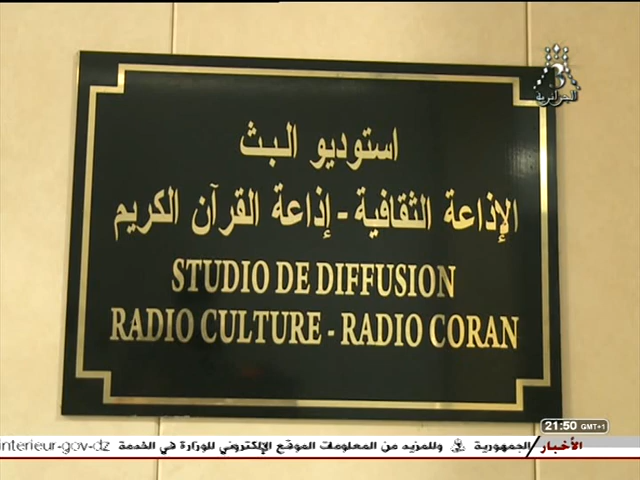 الجزائرية
استوديو البث
الإذاعة الثقافية - إذاعة القرآن الكريم
STUDIO DE DIFFUSION
RADIO CULTURE - RADIO CORAN
21:50 GMT+1
الأخبار/ الجمهورية وللمزيد من المعلومات الموقع الإلكتروني للوزارة في الخدمة interieur-gov-dz